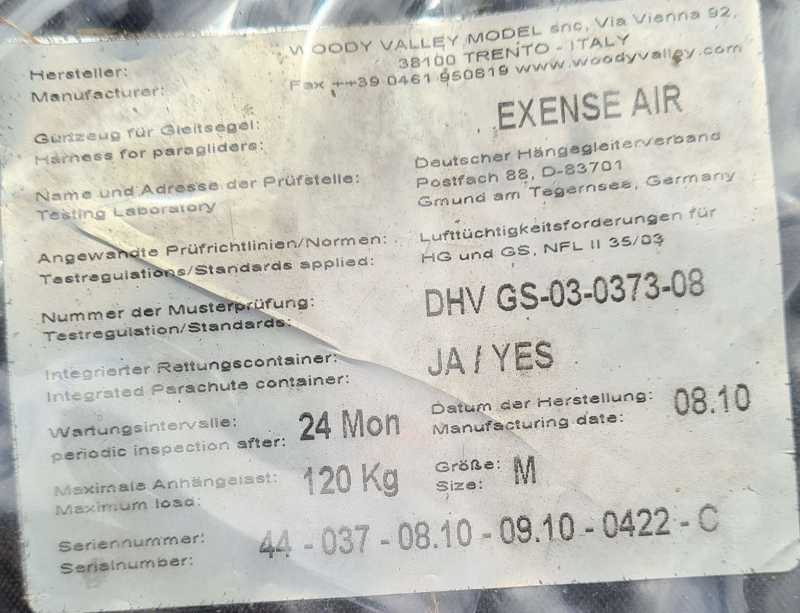 Hersteller:
Manufacturer:
WOODY VALLEY MODEL snc, Via Vienna 92,
38100 TRENTO - ITALY
Fax ++39 0461 950819 www.woodyvalley.com
Gurtzeug für Gleitsegel:
Harness for paragliders:
EXENSE AIR
Name und Adresse der Prüfstelle:
Testing Laboratory
Deutscher Hängegleiterverband
Postfach 88, D-83701
Gmund am Tegernsee, Germany
Angewandte Prüfrichtlinien/Normen:
Testregulations/Standards applied:
Lufttüchtigkeitsforderungen für
HG und GS, NFL II 35/03
Nummer der Musterprüfung:
Testregulation/Standards:
DHV GS-03-0373-08
Integrierter Rettungscontainer:
Integrated Parachute container:
JA / YES
Wartungsintervalle:
periodic inspection after:
24 Mon
Datum der Herstellung:
Manufacturing date:
08.10
Maximale Anhängelast:
Maximum load:
120 Kg
Größe:
Size:
M
Seriennummer:
Serialnumber:
44 - 037 - 08.10 - 09.10 - 0422 - C